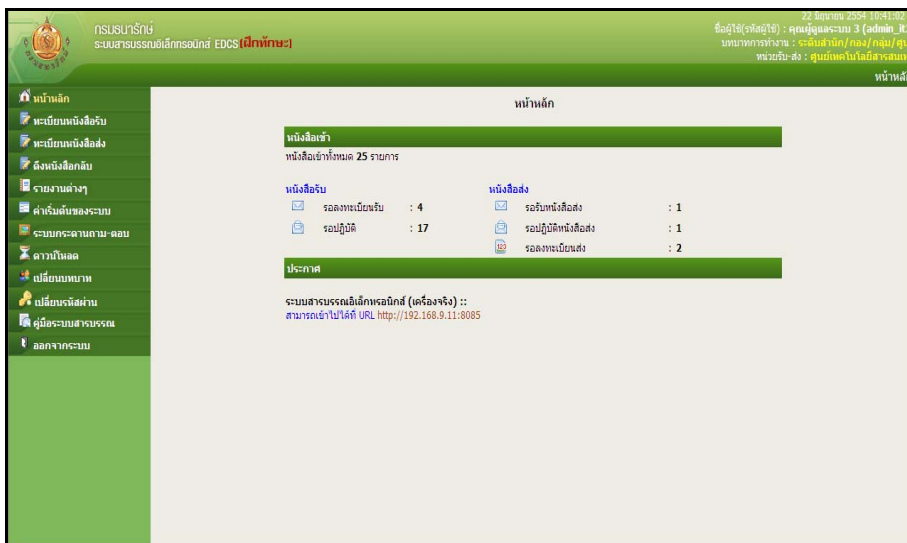 22 มิถุนายน 2554 10:41:02
กรมธนารักษ์
ระบบสารบรรณอิเล็กทรอนิกส์ EDCS(ฝึกทักษะ)
ชื่อผู้ใช้(รหัสผู้ใช้) : คุณผู้ดูแลระบบ 3 (admin_it
บทบาทการทำงาน : ระดับสำนัก/กอง/กลุ่ม/ศู
หน่วยรับ-ส่ง : ศูนย์เทคโนโลยีสารสนเท
หน้าหลั
หน้าหลัก
ทะเบียนหนังสือรับ
ทะเบียนหนังสือส่ง
ดึงหนังสือกลับ
รายงานต่างๆ
ค่าเริ่มต้นของระบบ
ระบบกระดานถาม-ตอบ
ดาวน์โหลด
เปลี่ยนบทบาท
เปลี่ยนรหัสผ่าน
คู่มือระบบสารบรรณ
ออกจากระบบ
หน้าหลัก
หนังสือเข้า
หนังสือเข้าทั้งหมด 25 รายการ
หนังสือรับ
รอลงทะเบียนรับ : 4
รอปฏิบัติ : 17
หนังสือส่ง
รอรับหนังสือส่ง : 1
รอปฏิบัติหนังสือส่ง : 1
123 รอลงทะเบียนส่ง : 2
ประกาศ
ระบบสารบรรณอิเล็กทรอนิกส์ (เครื่องจริง) ::
สามารถเข้าไปได้ที่ URL http://192.168.9.11:8085